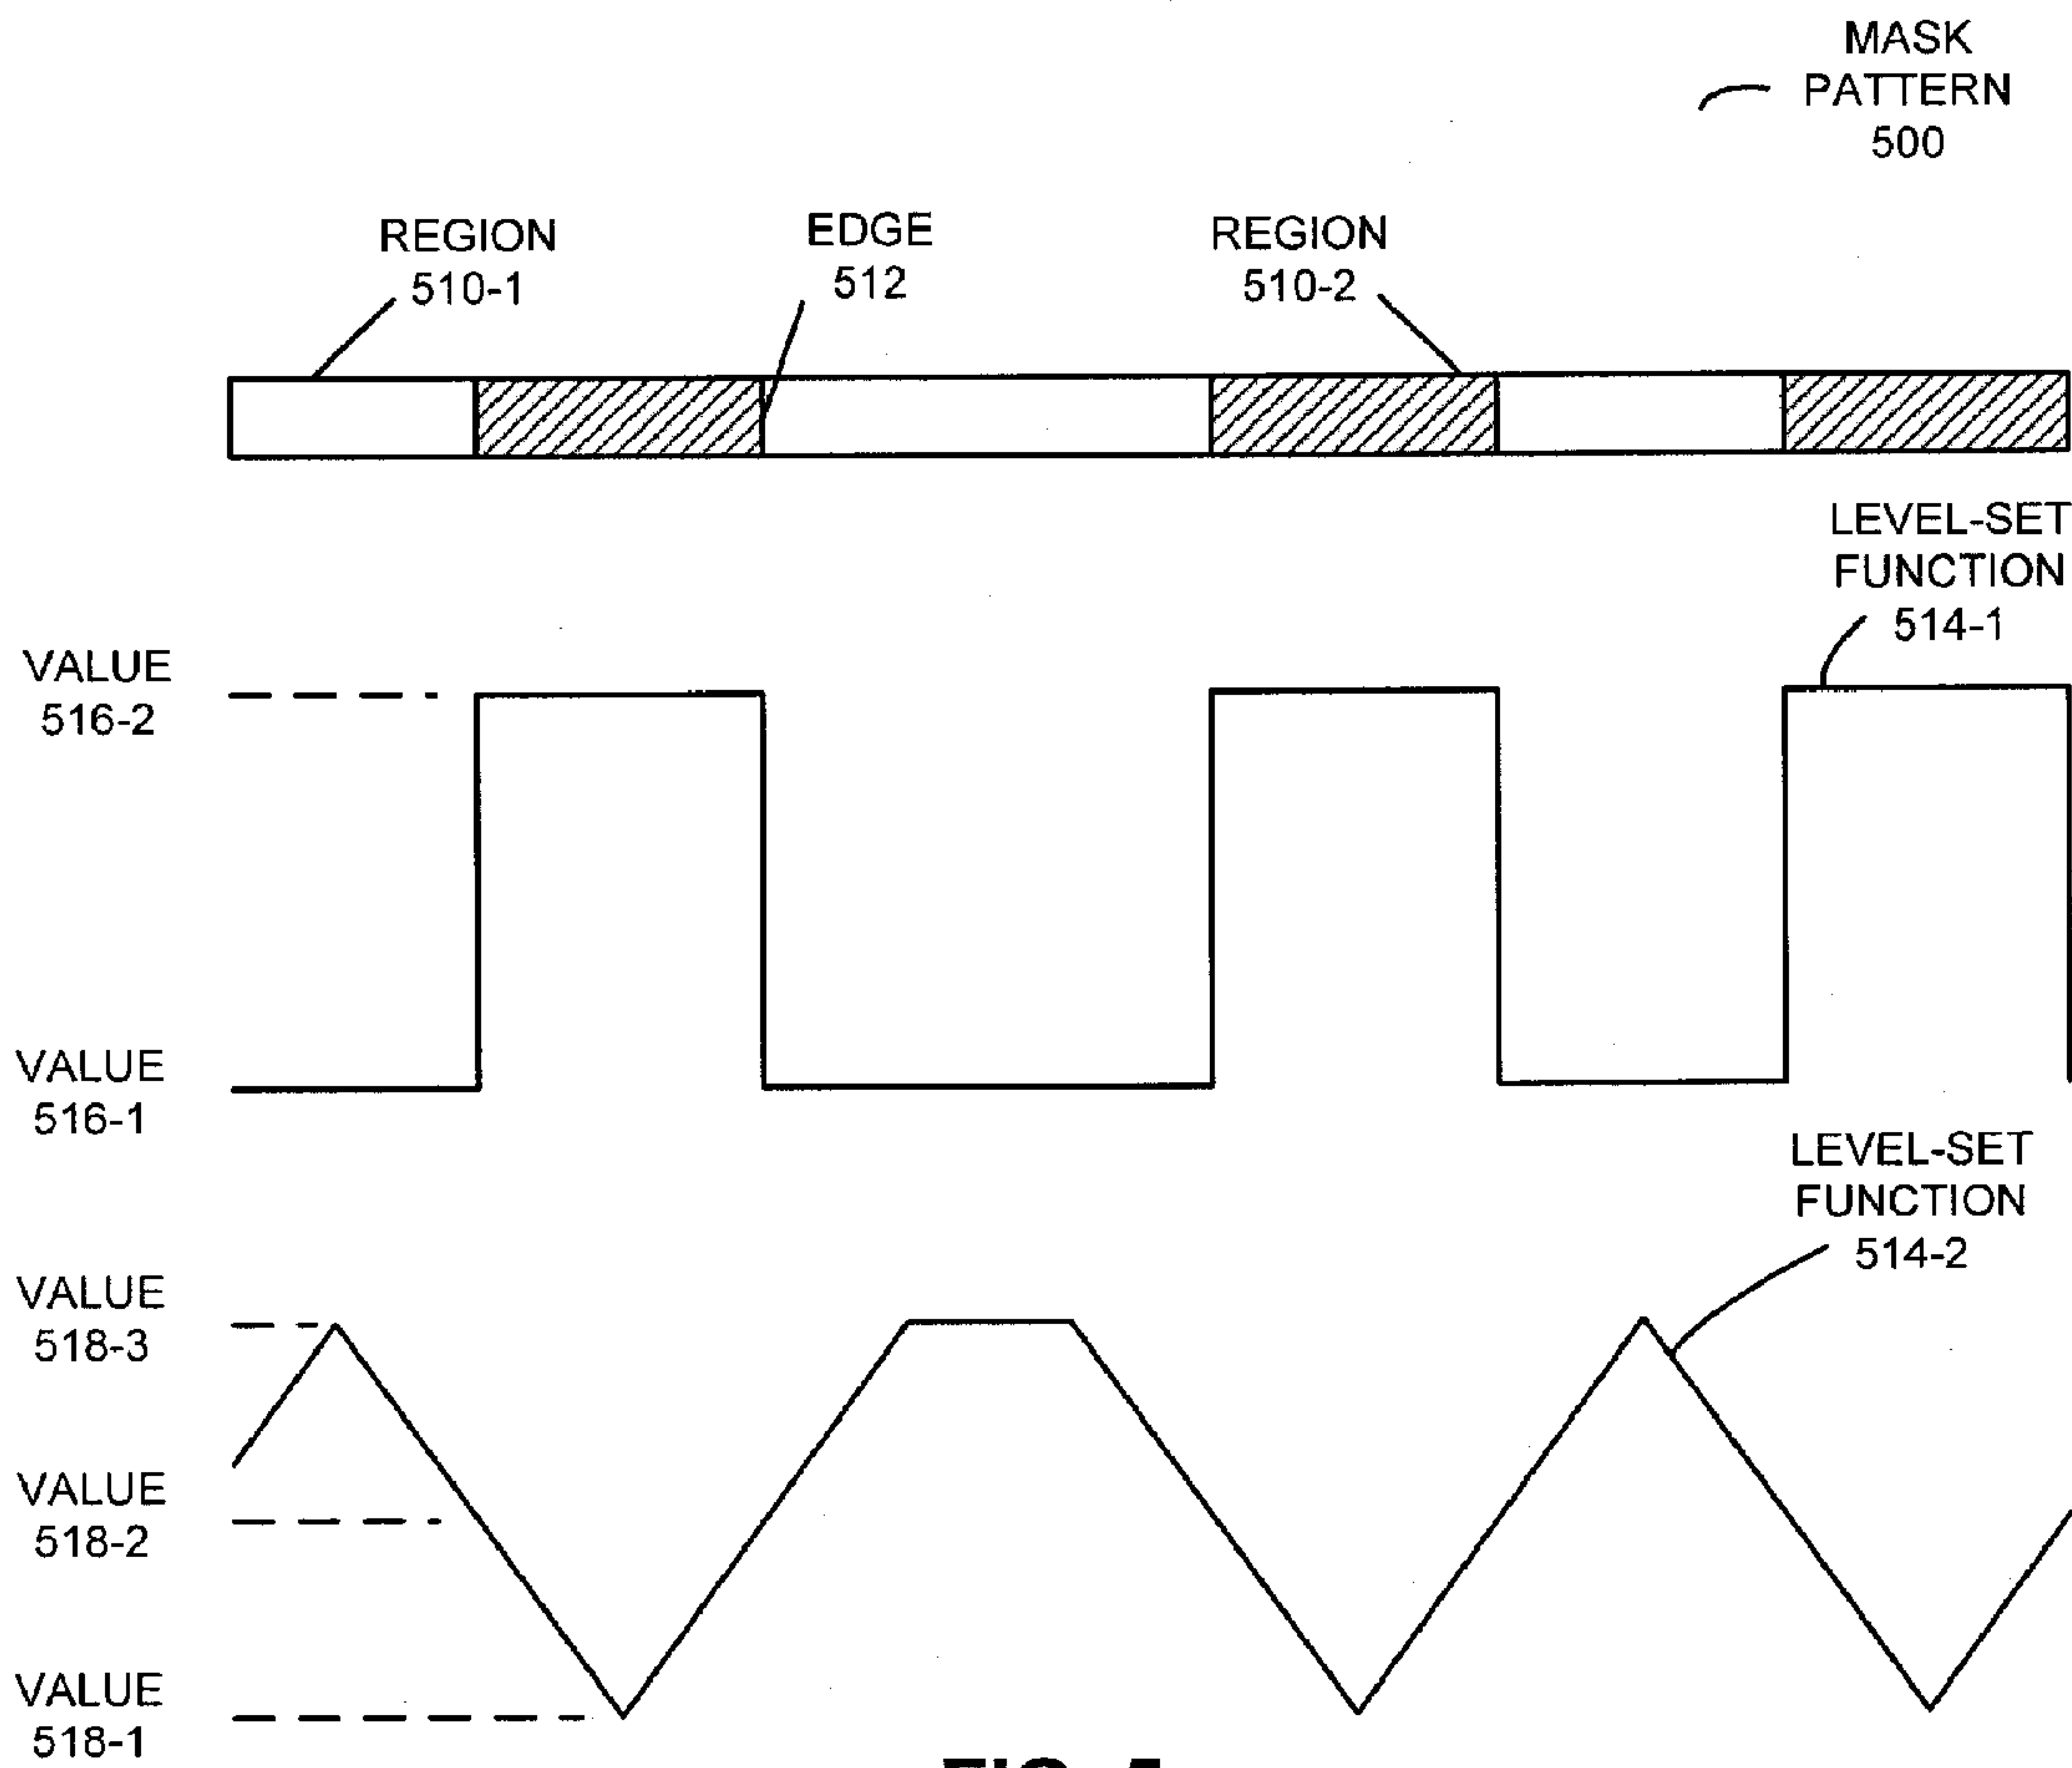 MASK
PATTERN
500
REGION
510-1
EDGE
512
REGION
510-2
LEVEL-SET
FUNCTION
514-1
VALUE
516-2
VALUE
516-1
LEVEL-SET
FUNCTION
514-2
VALUE
518-3
VALUE
518-2
VALUE
518-1